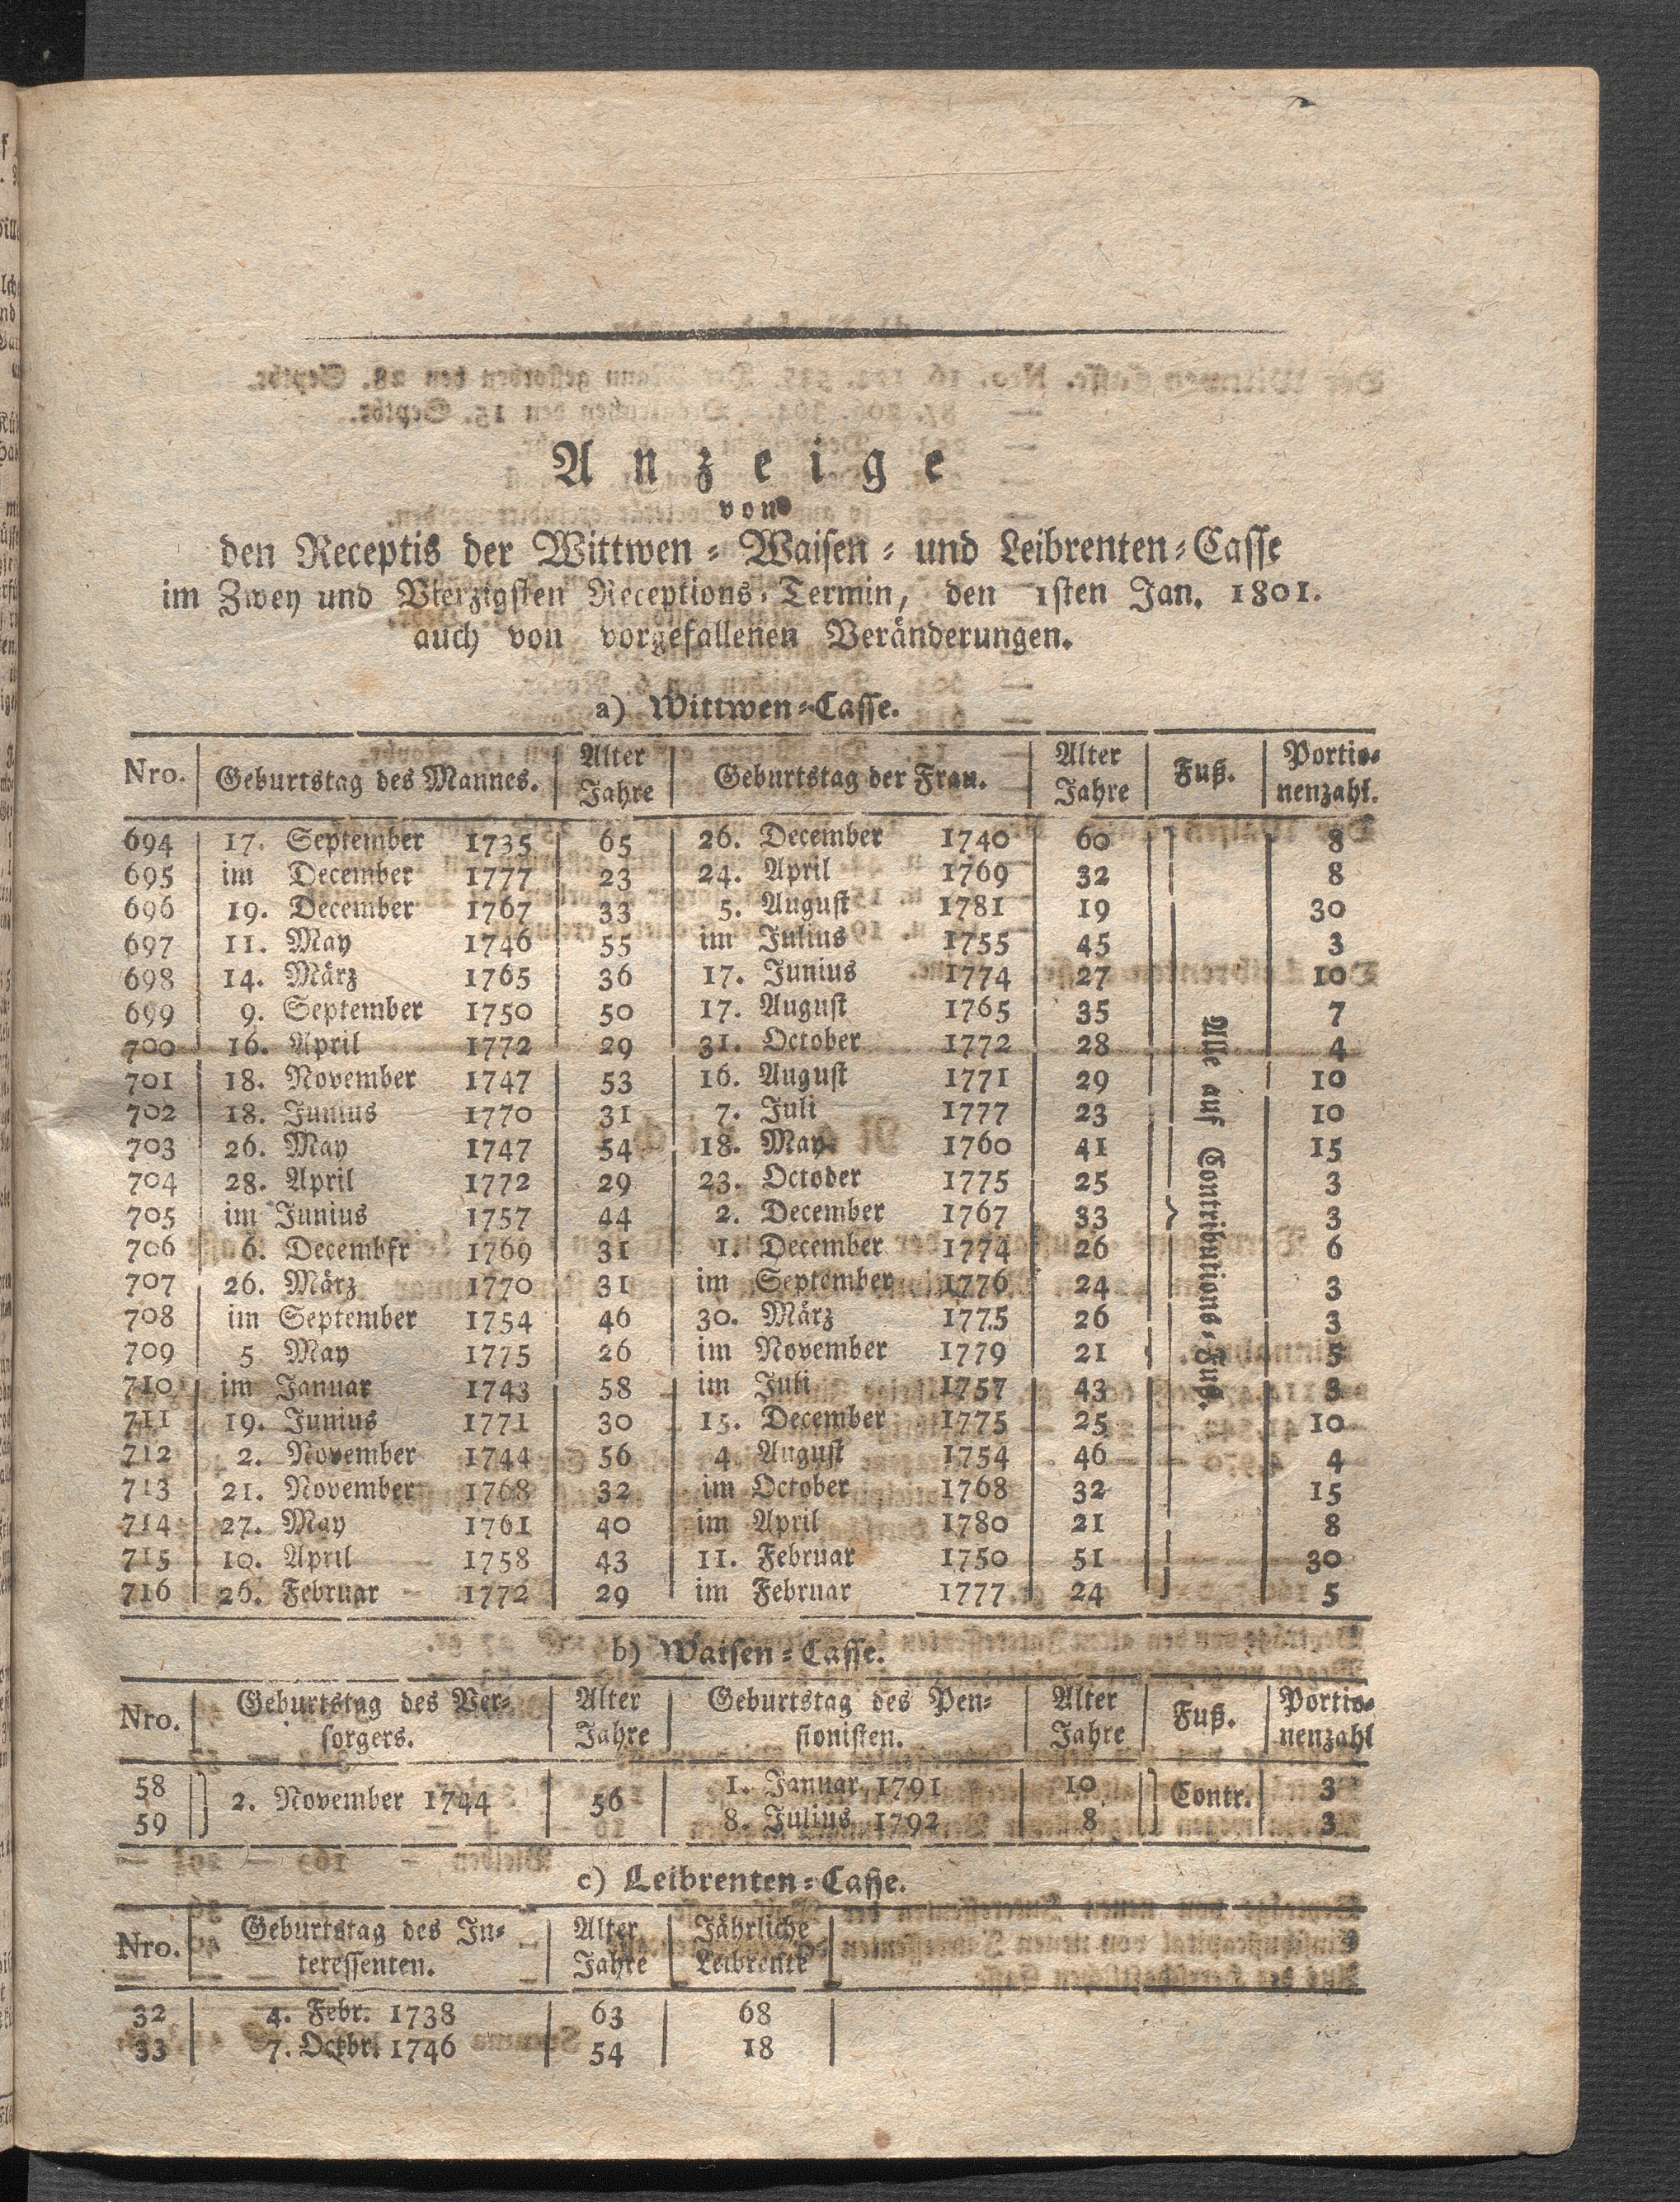 Anzeige
von
den Receptis der Wittwen- Waisen- und Leibrenten-Casse
im Zwey und Vierzigsten Receptions-Termin, den 1sten Jan. 1801.
auch von vorgefallenen Veränderungen.
a) Wittwen-Casse.
Nro. Geburtstag des Mannes. Alter Jahre Geburtstag der Frau. Alter Jahre Fuß. Portionenzahl.
694 17. September 1735 65 26. December 1740 60 8
695 im December 1777 23 24. April 1769 32 8
696 19. December 1767 33 5. August 1781 19 30
697 11. May 1746 55 im Julius 1755 45 3
698 14. März 1765 36 17. Junius 1774 27 10
699 9. September 1750 50 17. August 1765 35 7
700 16. April 1772 29 31. October 1772 28 4
701 18. November 1747 53 16. August 1771 29 10
702 18. Junius 1770 31 7. Juli 1777 23 10
703 26. May 1747 54 18. May 1760 41 15
704 28. April 1772 29 23. Octoder 1775 25 3
705 im Junius 1757 44 2. December 1767 33 3
706 6. Decembfr 1769 31 1. December 1774 26 6
707 26. März 1770 31 im September 1776 24 3
708 im September 1754 46 30. März 1775 26 3
709 5 May 1775 26 im November 1779 21 5
710 im Januar 1743 58 im Juli 1757 43 3
711 19. Junius 1771 30 15. December 1775 25 10
712 2. November 1744 56 4 August 1754 46 4
713 21. November 1768 32 im October 1768 32 15
714 27. May 1761 40 im April 1780 21 8
715 10. April 1758 43 11. Februar 1750 51 30
716 26. Februar 1772 29 im Februar 1777 24 5
Alle auf Contributions-Fuß.
b) Waisen-Casse.
Nro. Geburtstag des Ver- Alter Geburtstag des Pen- Alter Fuß. Portio-
sorgers. Jahre sionisten. Jahre nenzahl
58 1. Januar 1791 10 3
2. November 1744 56 Contr.
59 8. Julius 1792 8 3
c) Leibrenten-Casse.
Nro. Geburtstag des In- Alter Jährliche
teressenten. Jahre Leibrente
32 4. Febr. 1738 63 68
33 7. Octbr. 1746 54 18